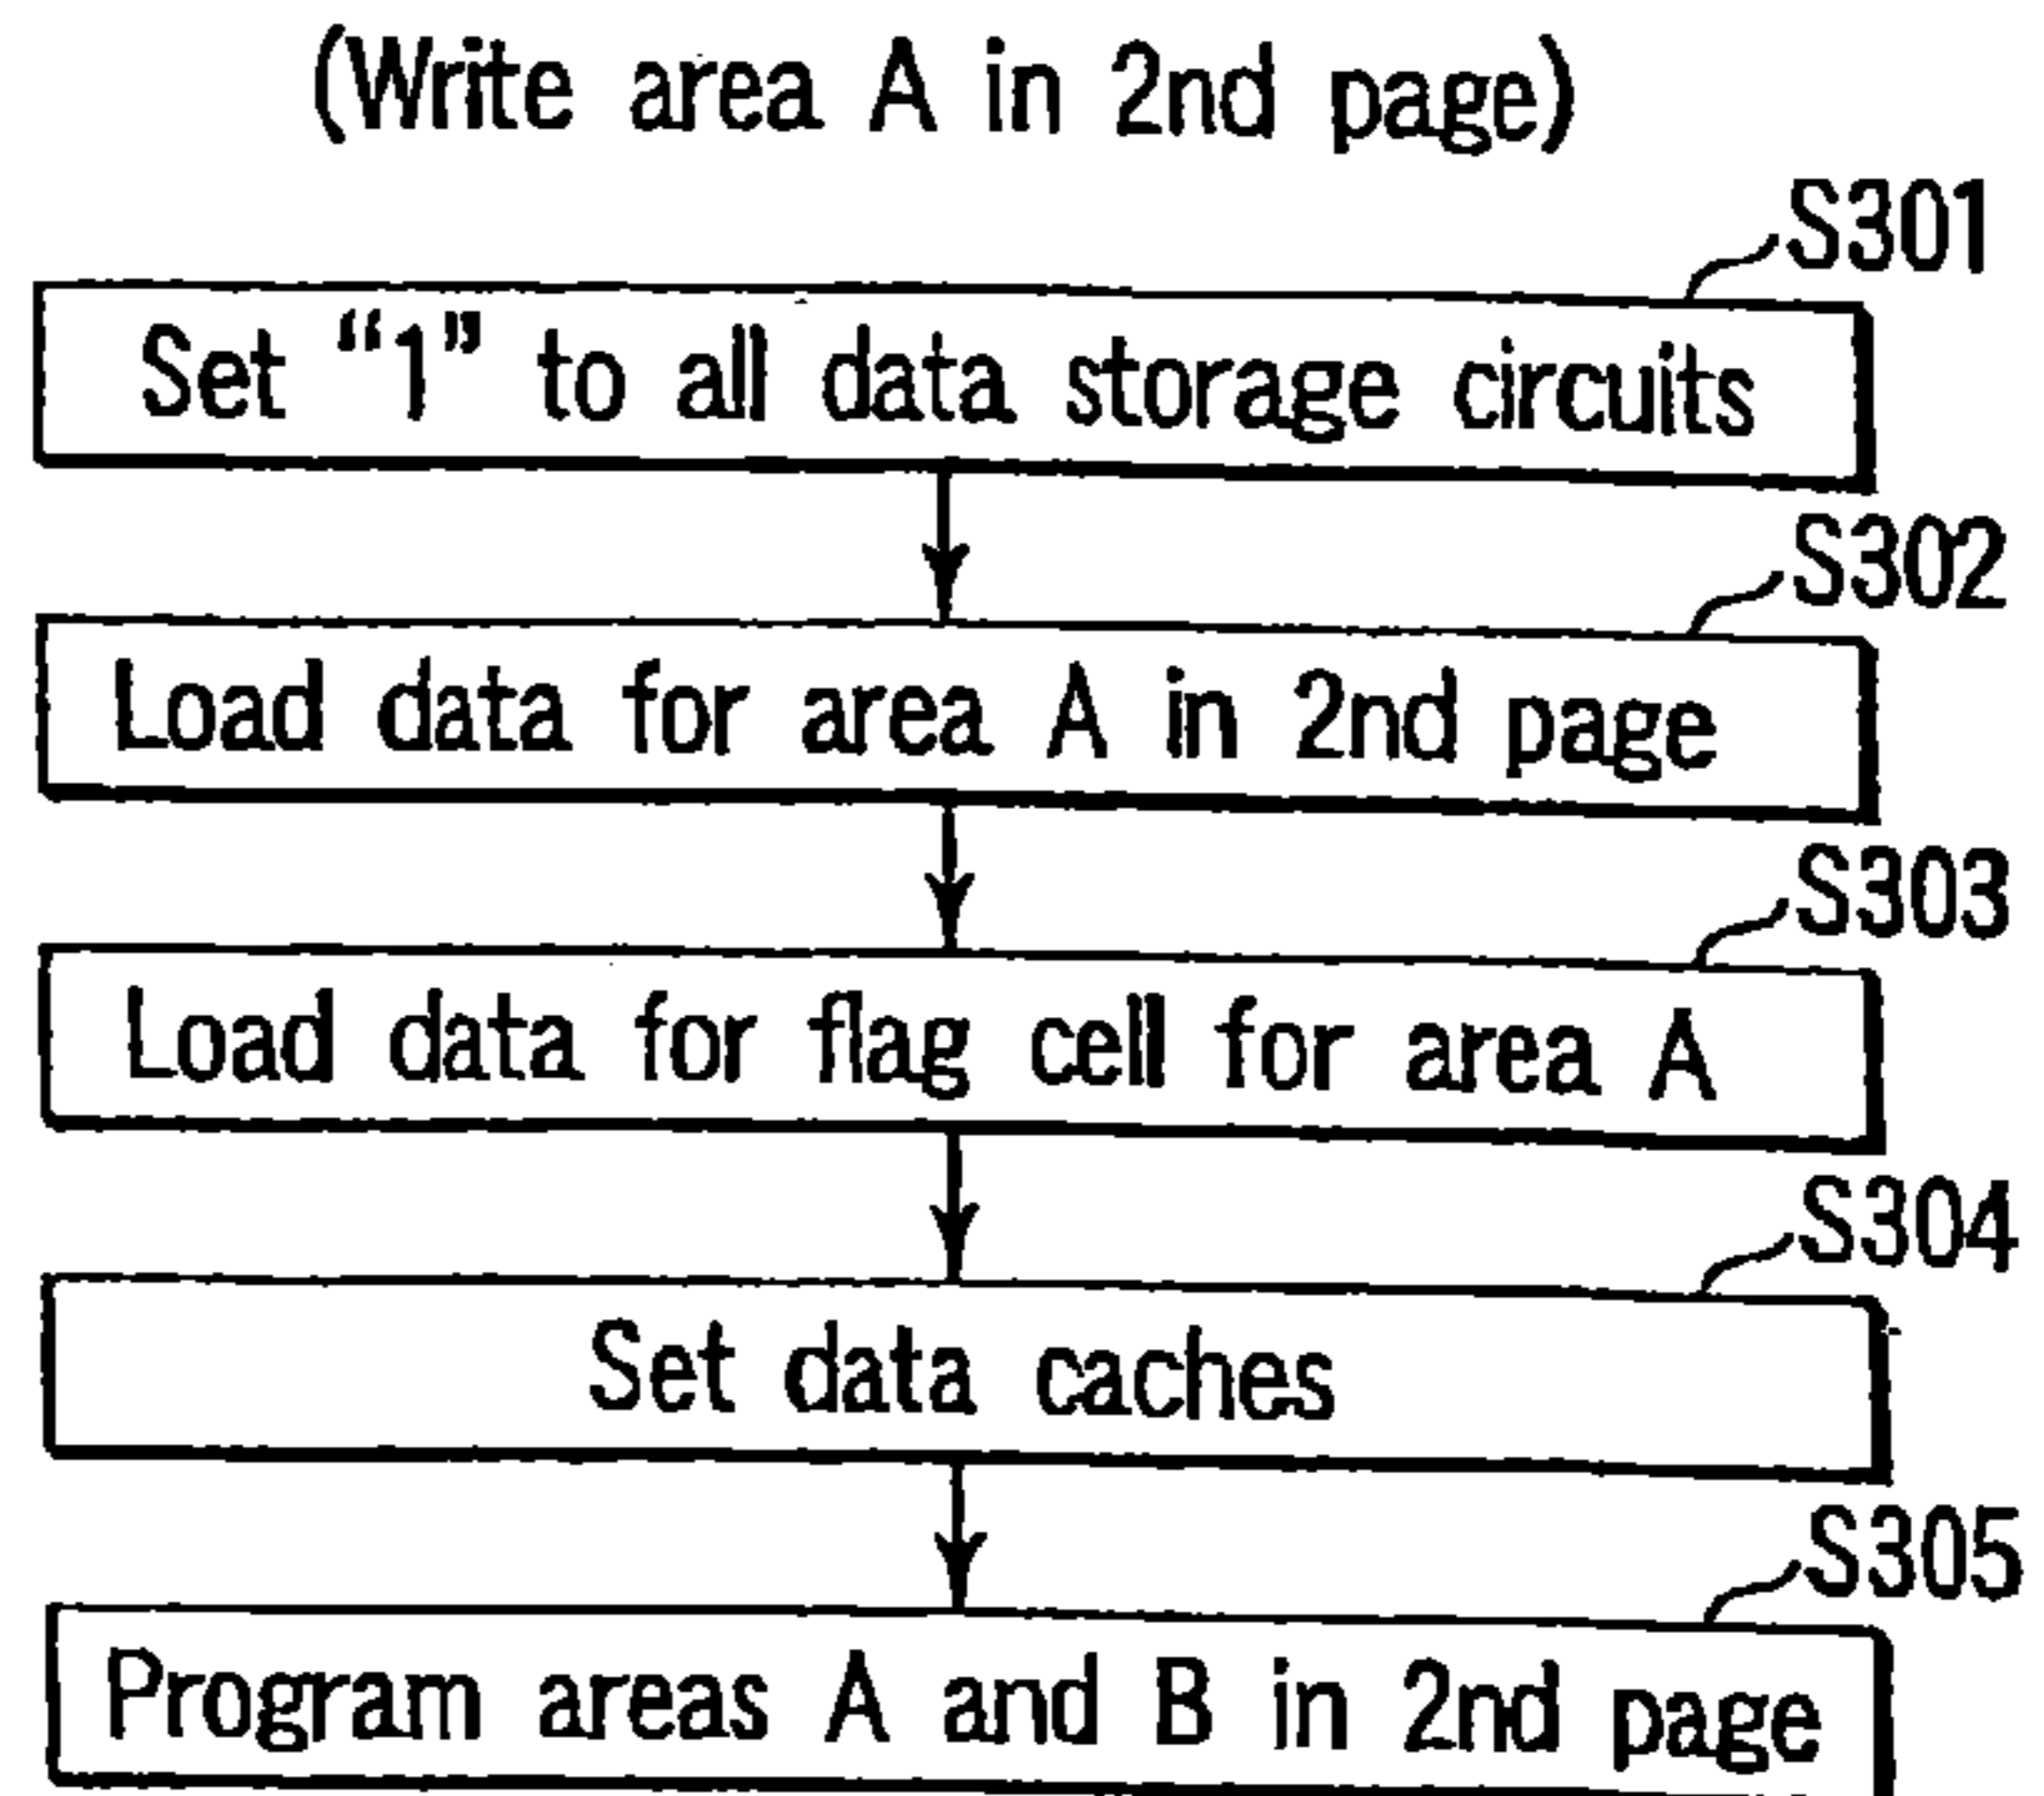 (Write area A in 2nd page)
S301
Set “1” to all data storage circuits
S302
Load data for area A in 2nd page
S303
Load data for flag cell for area A
S304
Set data caches
S305
Program areas A and B in 2nd page